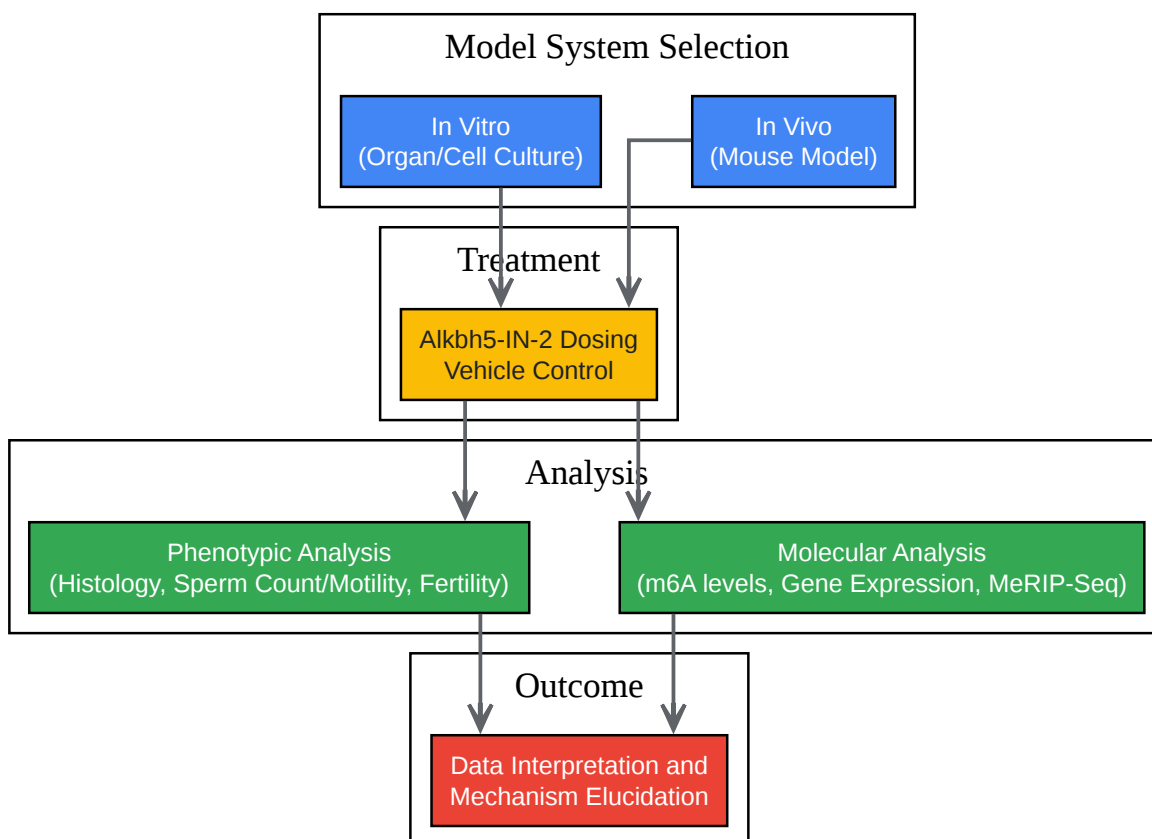 Model System Selection
In Vitro
(Organ/Cell Culture)
In Vivo
(Mouse Model)
Treatment
Alkbh5-IN-2 Dosing
Vehicle Control
Analysis
Phenotypic Analysis
(Histology, Sperm Count/Motility, Fertility)
Molecular Analysis
(m6A levels, Gene Expression, MeRIP-Seq)
Outcome
Data Interpretation and
Mechanism Elucidation